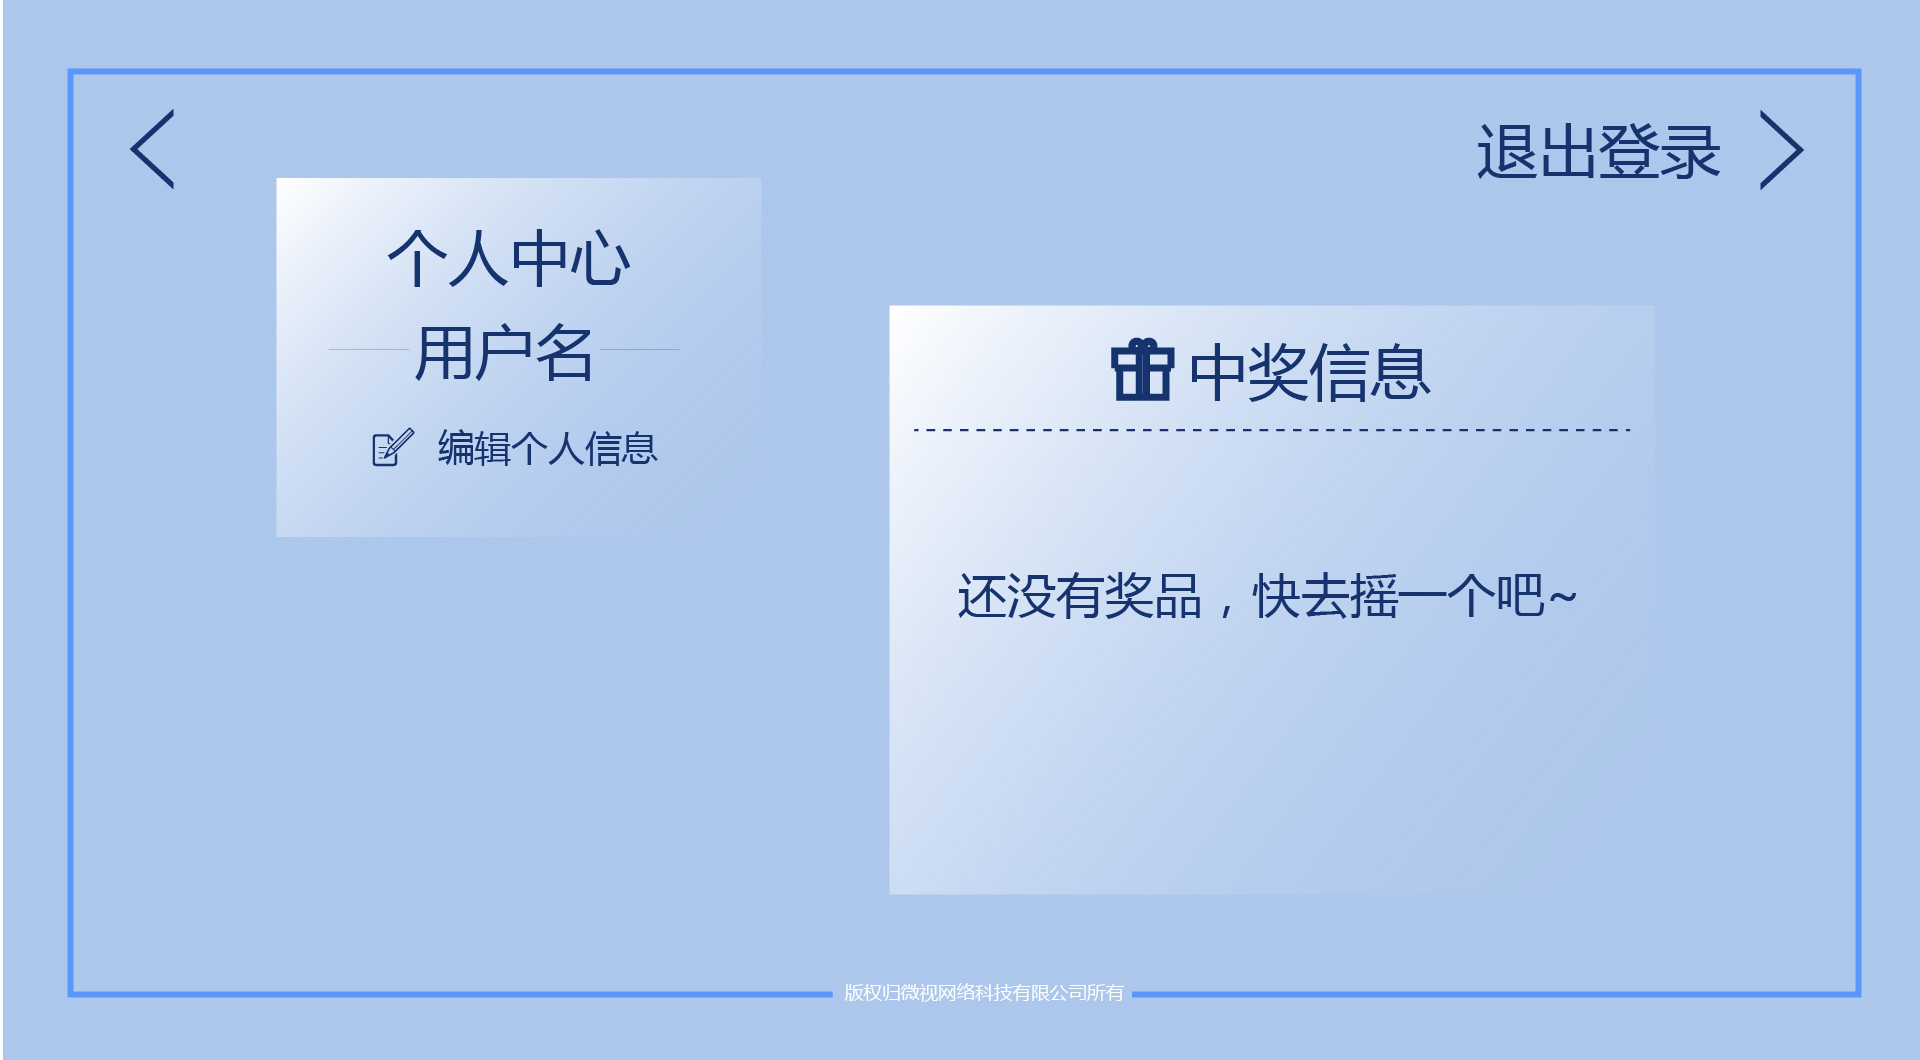 退出登录
个人中心
用户名
编辑个人信息
中奖信息
还没有奖品，快去摇一个吧~
版权归微视网络科技有限公司所有